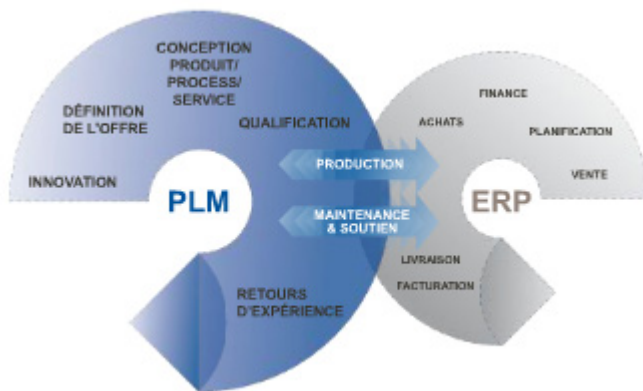 CONCEPTION
PRODUIT/
PROCESS/
SERVICE
DÉFINITION
DE L'OFFRE
QUALIFICATION
INNOVATION
PLM
PRODUCTION
MAINTENANCE
& SOUTIEN
RETOURS
D'EXPÉRIENCE
FINANCE
ACHATS
PLANIFICATION
VENTE
ERP
LIVRAISON
FACTURATION